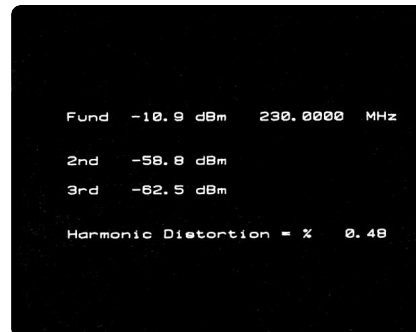 Fund -10.9 dBm 230.0000 MHz
2nd -58.8 dBm
3rd -62.5 dBm
Harmonic Distortion = % 0.48